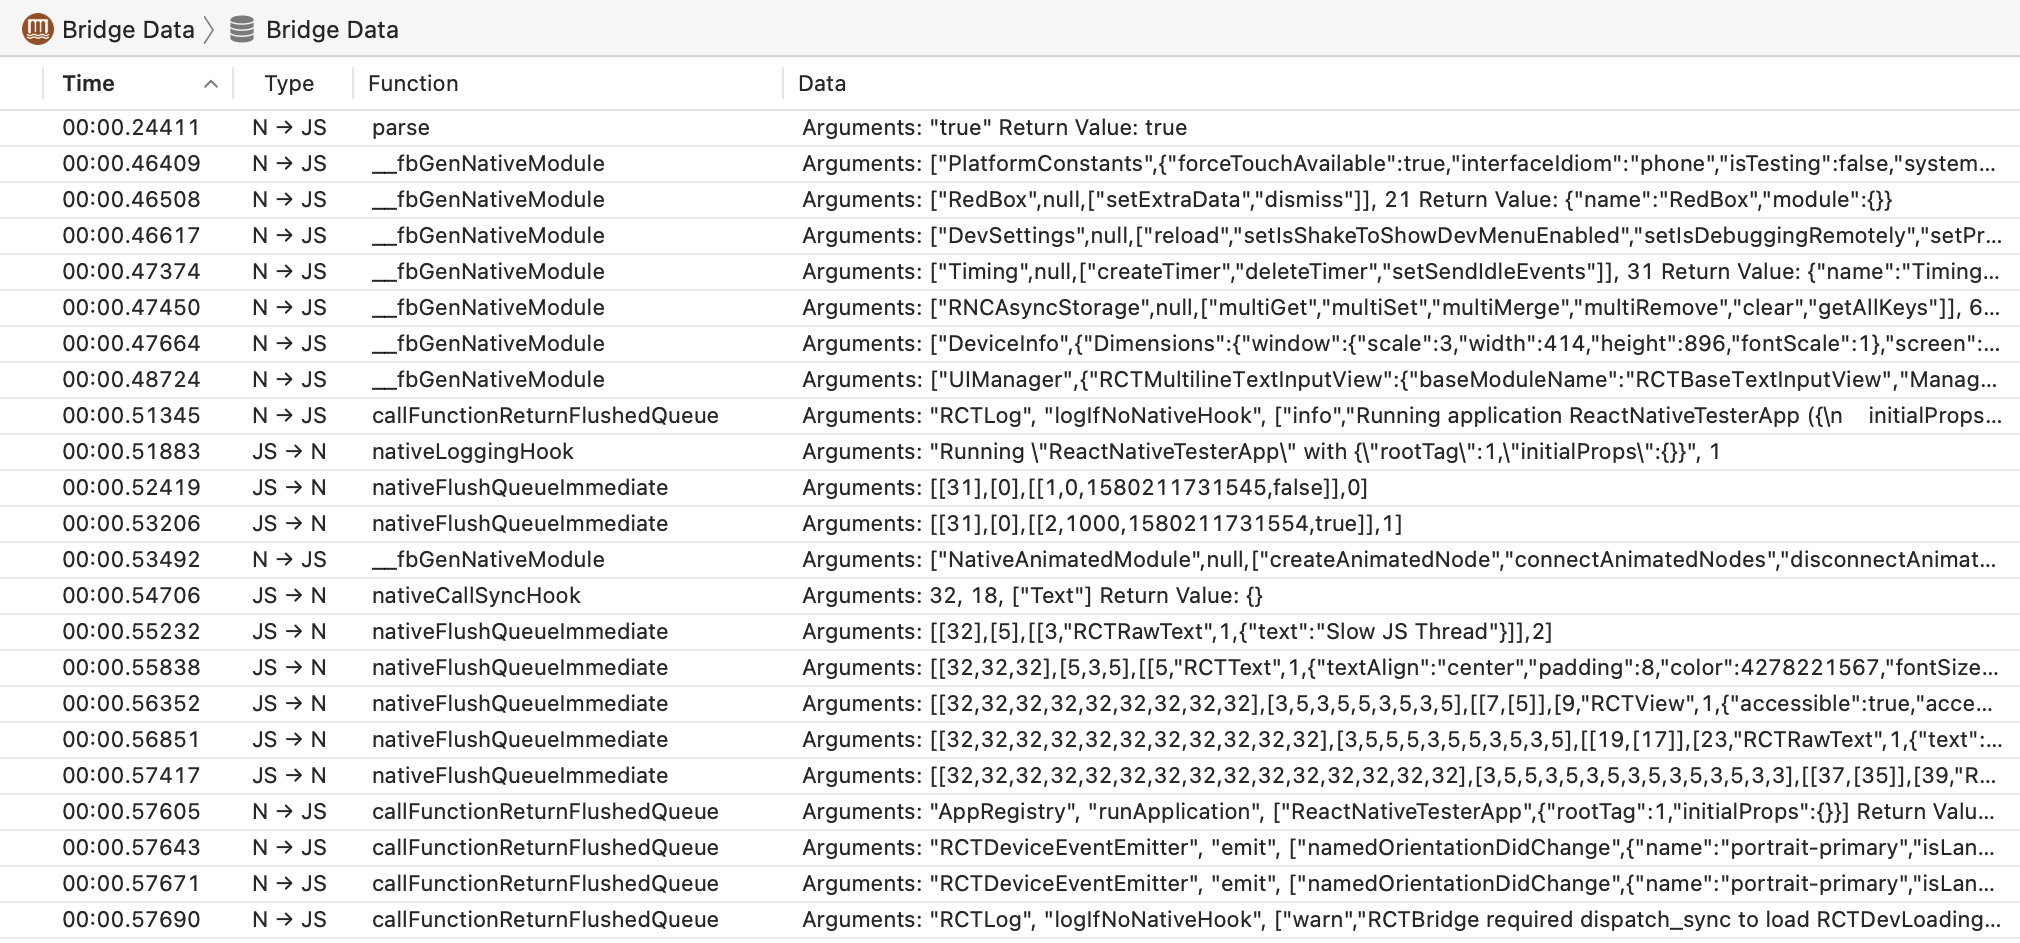 Bridge Data Bridge Data
Time Type Function Data
00:00.24411 N → JS parse Arguments: "true" Return Value: true
00:00.46409 N → JS __fbGenNativeModule Arguments: ["PlatformConstants",{"forceTouchAvailable":true,"interfaceIdiom":"phone","isTesting":false,"system...
00:00.46508 N → JS __fbGenNativeModule Arguments: ["RedBox",null,["setExtraData","dismiss"]], 21 Return Value: {"name":"RedBox","module":{}}
00:00.46617 N → JS __fbGenNativeModule Arguments: ["DevSettings",null,["reload","setIsShakeToShowDevMenuEnabled","setIsDebuggingRemotely","setPr...
00:00.47374 N → JS __fbGenNativeModule Arguments: ["Timing",null,["createTimer","deleteTimer","setSendIdleEvents"]], 31 Return Value: {"name":"Timing...
00:00.47450 N → JS __fbGenNativeModule Arguments: ["RNCAsyncStorage",null,["multiGet","multiSet","multiMerge","multiRemove","clear","getAllKeys"]], 6...
00:00.47664 N → JS __fbGenNativeModule Arguments: ["DeviceInfo",{"Dimensions":{"window":{"scale":3,"width":414,"height":896,"fontScale":1},"screen":...
00:00.48724 N → JS __fbGenNativeModule Arguments: ["UIManager",{"RCTMultilineTextInputView":{"baseModuleName":"RCTBaseTextInputView","Manag...
00:00.51345 N → JS callFunctionReturnFlushedQueue Arguments: "RCTLog", "logIfNoNativeHook", ["info","Running application ReactNativeTesterApp ({\n    initialProps...
00:00.51883 JS → N nativeLoggingHook Arguments: "Running \"ReactNativeTesterApp\" with {\"rootTag\":1,\"initialProps\":{}}", 1
00:00.52419 JS → N nativeFlushQueueImmediate Arguments: [[31],[0],[[1,0,1580211731545,false]],0]
00:00.53206 JS → N nativeFlushQueueImmediate Arguments: [[31],[0],[[2,1000,1580211731554,true]],1]
00:00.53492 N → JS __fbGenNativeModule Arguments: ["NativeAnimatedModule",null,["createAnimatedNode","connectAnimatedNodes","disconnectAnimat...
00:00.54706 JS → N nativeCallSyncHook Arguments: 32, 18, ["Text"] Return Value: {}
00:00.55232 JS → N nativeFlushQueueImmediate Arguments: [[32],[5],[[3,"RCTRawText",1,{"text":"Slow JS Thread"}]],2]
00:00.55838 JS → N nativeFlushQueueImmediate Arguments: [[32,32,32],[5,3,5],[[5,"RCTText",1,{"textAlign":"center","padding":8,"color":4278221567,"fontSize...
00:00.56352 JS → N nativeFlushQueueImmediate Arguments: [[32,32,32,32,32,32,32,32,32],[3,5,3,5,5,3,5,3,5],[[7,[5]],[9,"RCTView",1,{"accessible":true,"acce...
00:00.56851 JS → N nativeFlushQueueImmediate Arguments: [[32,32,32,32,32,32,32,32,32,32,32],[3,5,5,5,3,5,5,3,5,3,5],[[19,[17]],[23,"RCTRawText",1,{"text":...
00:00.57417 JS → N nativeFlushQueueImmediate Arguments: [[32,32,32,32,32,32,32,32,32,32,32,32,32,32,32],[3,5,5,3,5,3,5,3,5,3,5,3,5,3,3],[[37,[35]],[39,"R...
00:00.57605 N → JS callFunctionReturnFlushedQueue Arguments: "AppRegistry", "runApplication", ["ReactNativeTesterApp",{"rootTag":1,"initialProps":{}}] Return Valu...
00:00.57643 N → JS callFunctionReturnFlushedQueue Arguments: "RCTDeviceEventEmitter", "emit", ["namedOrientationDidChange",{"name":"portrait-primary","isLan...
00:00.57671 N → JS callFunctionReturnFlushedQueue Arguments: "RCTDeviceEventEmitter", "emit", ["namedOrientationDidChange",{"name":"portrait-primary","isLan...
00:00.57690 N → JS callFunctionReturnFlushedQueue Arguments: "RCTLog", "logIfNoNativeHook", ["warn","RCTBridge required dispatch_sync to load RCTDevLoading...